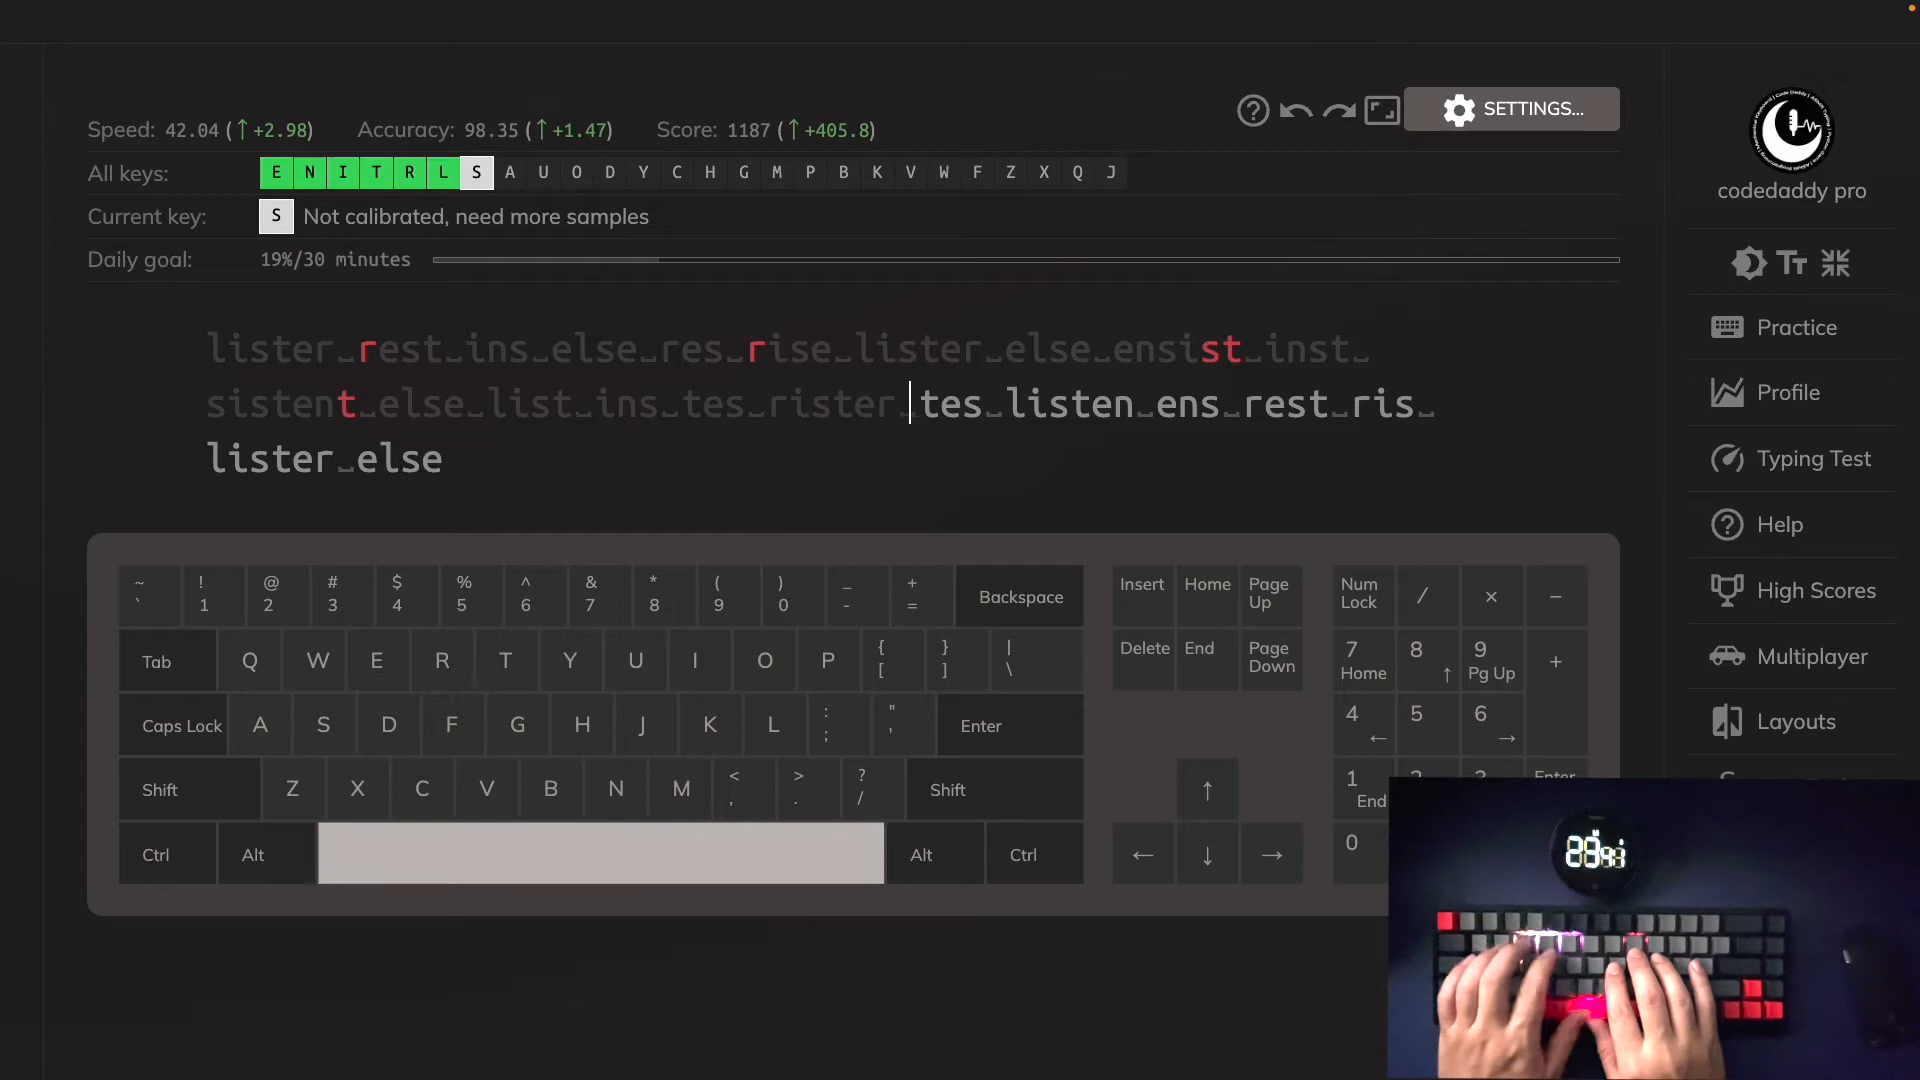 SETTINGS...
Speed: 42.04 (↑+2.98) Accuracy: 98.35 (↑+1.47) Score: 1187 (↑+405.8)
All keys: E N I T R L S A U O D Y C H G M P B K V W F Z X Q J
Current key: S Not calibrated, need more samples
Daily goal: 19%/30 minutes
lister␣rest␣ins␣else␣res␣rise␣lister␣else␣ensist␣inst␣
sistent␣else␣list␣ins␣tes␣rister␣tes␣listen␣ens␣rest␣ris␣
lister␣else
~ ! @ # $ % ^ & * ( ) _ +
` 1 2 3 4 5 6 7 8 9 0 - = Backspace
Tab Q W E R T Y U I O P { [ } ] | \
Caps Lock A S D F G H J K L : ; " ' Enter
Shift Z X C V B N M < , > . ? / Shift
Ctrl Alt Alt Ctrl
Insert Home Page Up
Delete End Page Down
↑
← ↓ →
Num Lock / × −
7 Home 8 ↑ 9 Pg Up +
4 ← 5 6 →
1 End
0
codedaddy pro
Tт
Practice
Profile
Typing Test
Help
High Scores
Multiplayer
Layouts